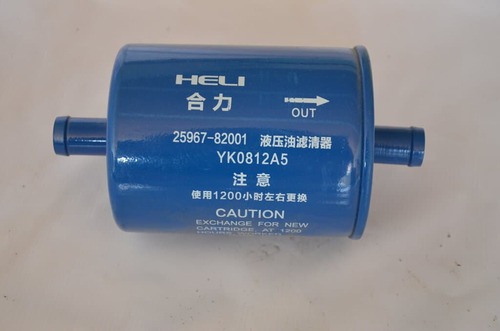 HELI
合力
OUT
25967-82001 液压油滤清器
YK0812A5
注意
使用1200小时左右更换
CAUTION
EXCHANGE FOR NEW
CARTRIDGE, AT 1200